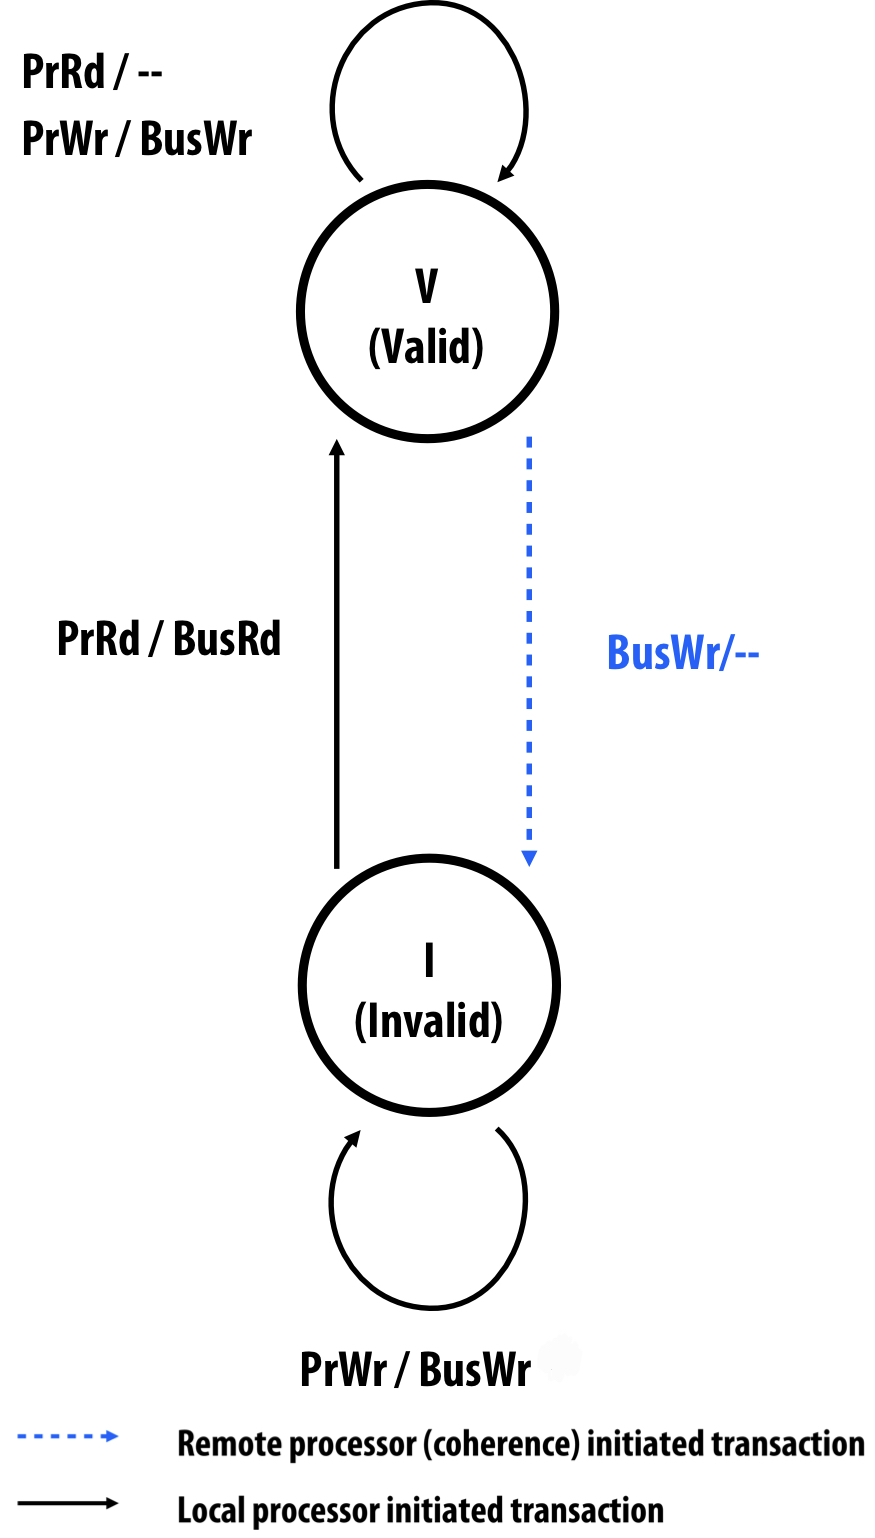 PrRd / --
PrWr / BusWr
V
(Valid)
PrRd / BusRd
BusWr/--
I
(Invalid)
PrWr / BusWr
Remote processor (coherence) initiated transaction
Local processor initiated transaction